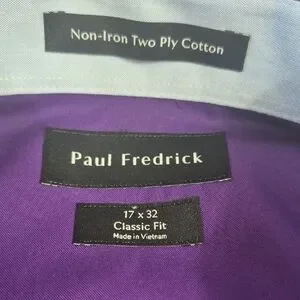 Non-Iron Two Ply Cotton
Paul Fredrick
17 x 32
Classic Fit
Made in Vietnam